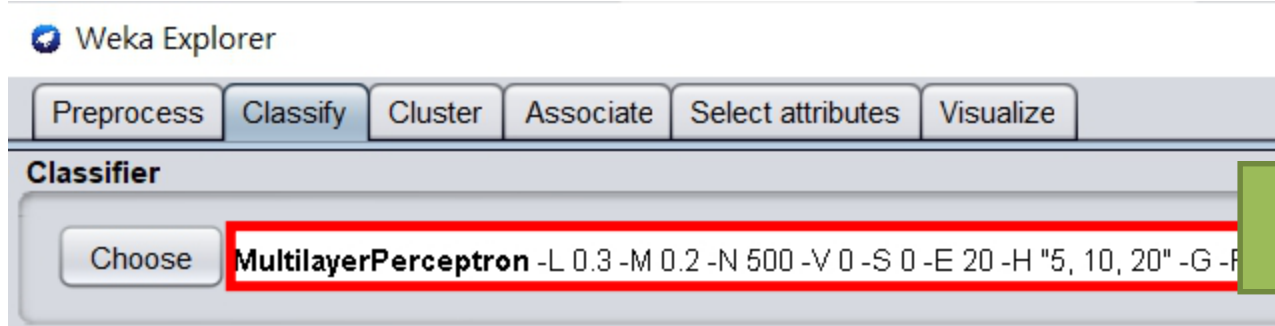 Weka Explorer
Preprocess Classify Cluster Associate Select attributes Visualize
Classifier
Choose MultilayerPerceptron -L 0.3 -M 0.2 -N 500 -V 0 -S 0 -E 20 -H "5, 10, 20" -G